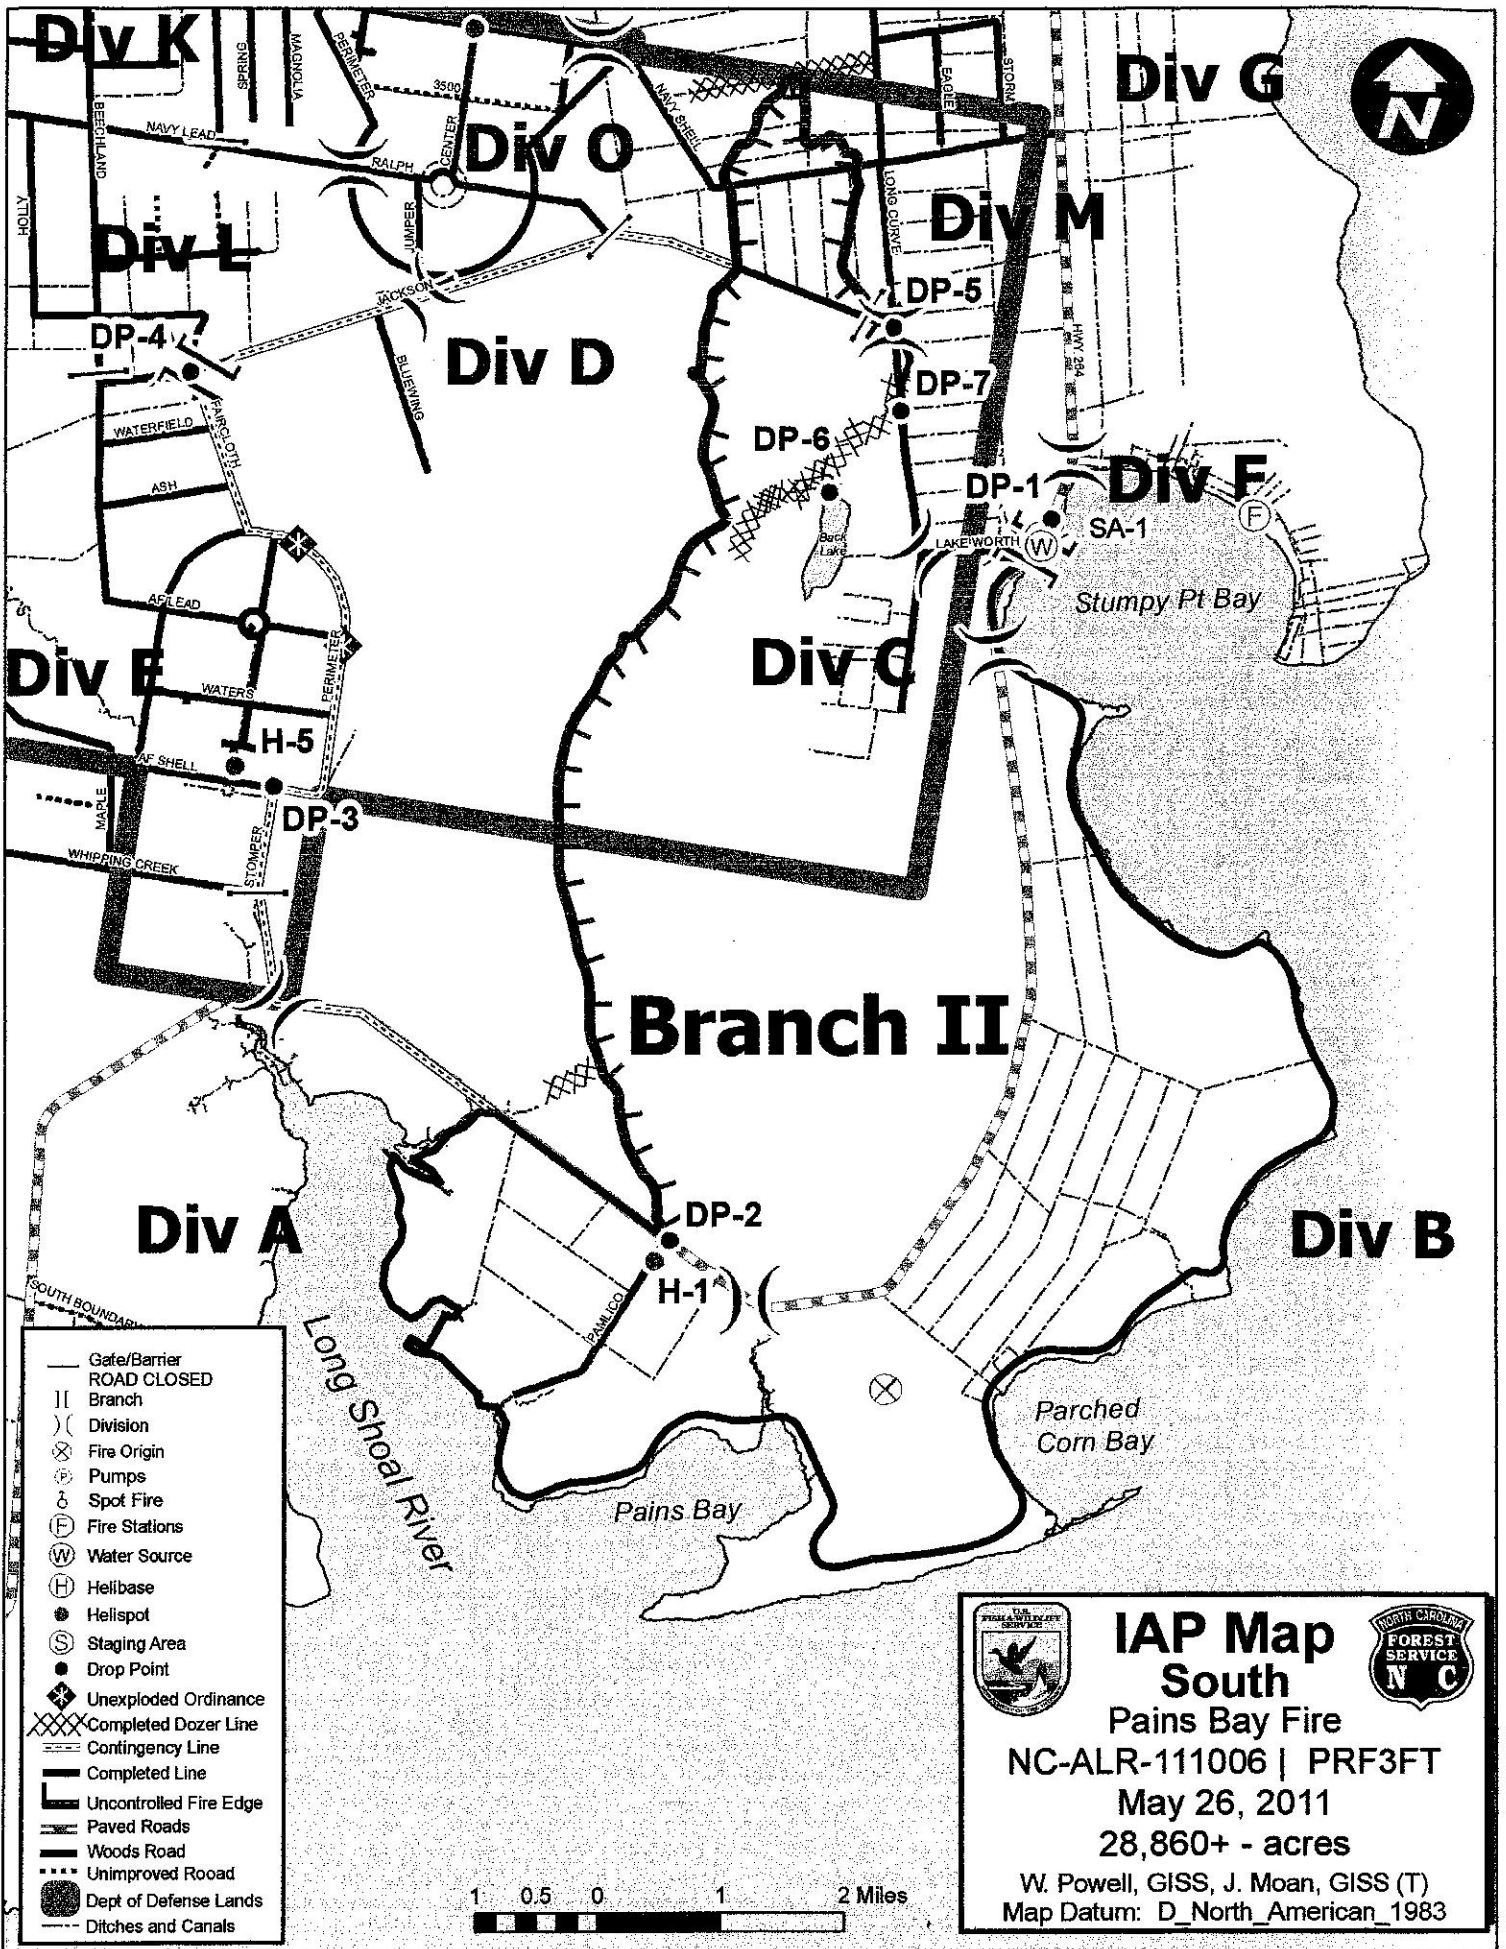 Div K
SPRING
MAGNOLIA
PERIMETER
3500
NAVY SHELL
EAGLE
STORM
Div G
N
BEECHLAND
NAVY LEAD
RALPH
CENTER
Div O
HOLLY
JUMPER
LONG CURVE
Div M
Div L
JACKSON
DP-5
DP-4
Div D
HWY 264
BLUEWING
DP-7
WATERFIELD
FAIRCLOTH
DP-6
ASH
DP-1
Div F
F
SA-1
Back
Lake
LAKE WORTH
W
Stumpy Pt Bay
AF LEAD
Div E
PERIMETER
Div C
WATERS
H-5
AF SHELL
MAPLE
DP-3
STOMPER
WHIPPING CREEK
Branch II
Div A
DP-2
Div B
H-1
SOUTH BOUNDARY
PAMLICO
Long Shoal River
Parched
Corn Bay
Pains Bay
Gate/Barrier
ROAD CLOSED
Branch
Division
Fire Origin
P Pumps
Spot Fire
F Fire Stations
W Water Source
H Helibase
Helispot
S Staging Area
Drop Point
Unexploded Ordinance
Completed Dozer Line
Contingency Line
Completed Line
Uncontrolled Fire Edge
Paved Roads
Woods Road
Unimproved Rooad
Dept of Defense Lands
Ditches and Canals
1 0.5 0 1 2 Miles
U.S.
FISH & WILDLIFE
SERVICE
IAP Map
South
NORTH CAROLINA
FOREST
SERVICE
N C
Pains Bay Fire
NC-ALR-111006 | PRF3FT
May 26, 2011
28,860+ - acres
W. Powell, GISS, J. Moan, GISS (T)
Map Datum: D_North_American_1983